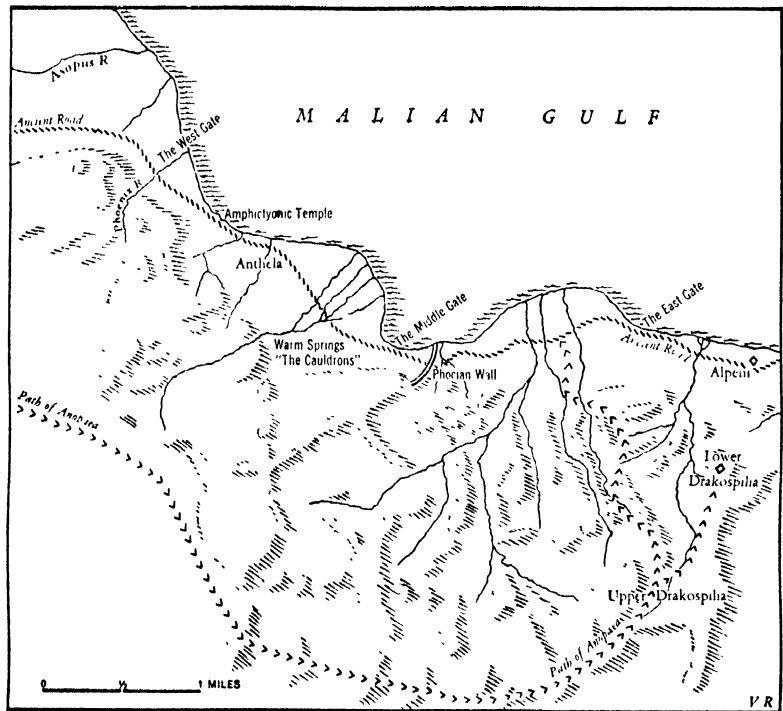 Asopus R
MALIAN GULF
Ancient Road
The West Gate
Phoenix R
Amphictyonic Temple
Anthela
The Middle Gate
The East Gate
Warm Springs
"The Cauldrons"
Phocian Wall
Ancient Road
Alpeni
Path of Anopaea
Lower
Drakospilia
Upper Drakospilia
Path of Anopaea
0 ½ 1 MILES
VR